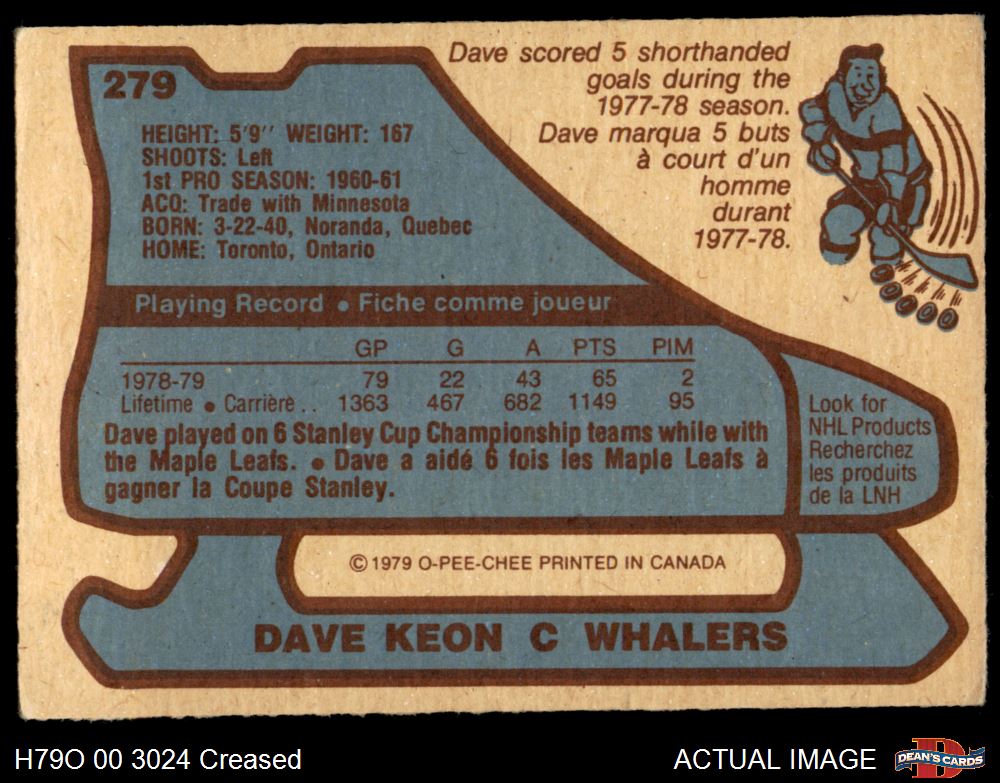 279
Dave scored 5 shorthanded
goals during the
1977-78 season.
Dave marqua 5 buts
à court d'un
homme
durant
1977-78.
HEIGHT: 5'9'' WEIGHT: 167
SHOOTS: Left
1st PRO SEASON: 1960-61
ACQ: Trade with Minnesota
BORN: 3-22-40, Noranda, Quebec
HOME: Toronto, Ontario
Playing Record • Fiche comme joueur
GP G A PTS PIM
1978-79 79 22 43 65 2
Lifetime • Carrière . . 1363 467 682 1149 95
Dave played on 6 Stanley Cup Championship teams while with
the Maple Leafs. • Dave a aidé 6 fois les Maple Leafs à
gagner la Coupe Stanley.
Look for
NHL Products
Recherchez
les produits
de la LNH
©1979 O-PEE-CHEE PRINTED IN CANADA
DAVE KEON C WHALERS
H79O 00 3024 Creased
ACTUAL IMAGE
D
DEAN'S CARDS